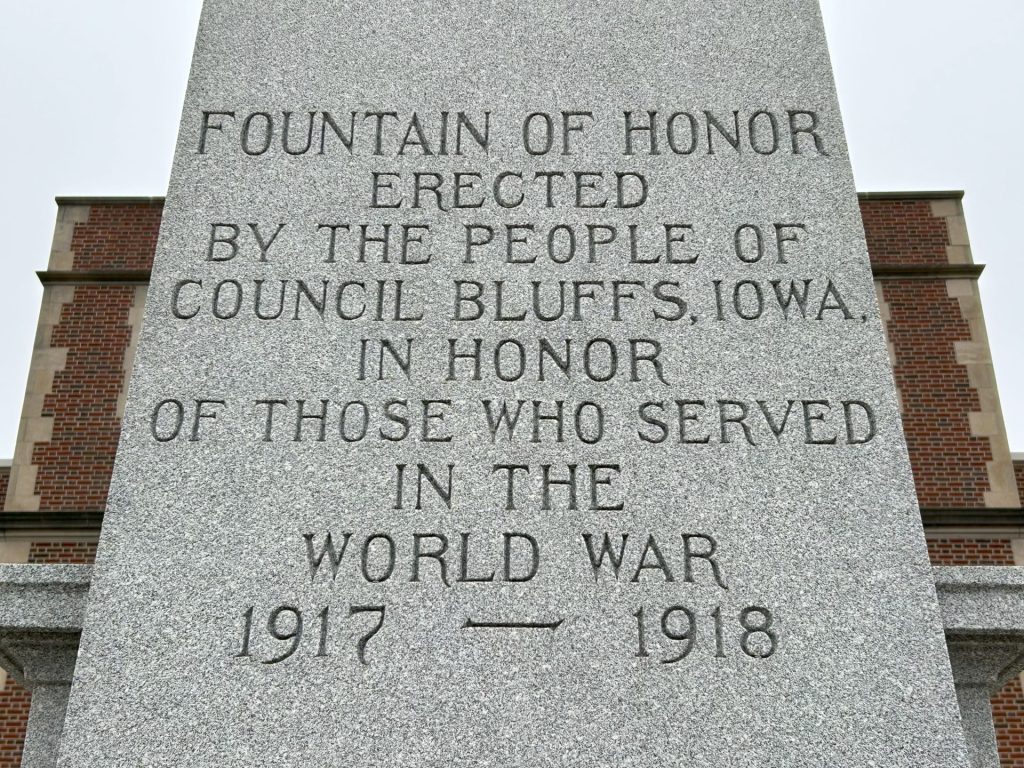 FOUNTAIN OF HONOR
ERECTED
BY THE PEOPLE OF
COUNCIL BLUFFS, IOWA,
IN HONOR
OF THOSE WHO SERVED
IN THE
WORLD WAR
1917 — 1918